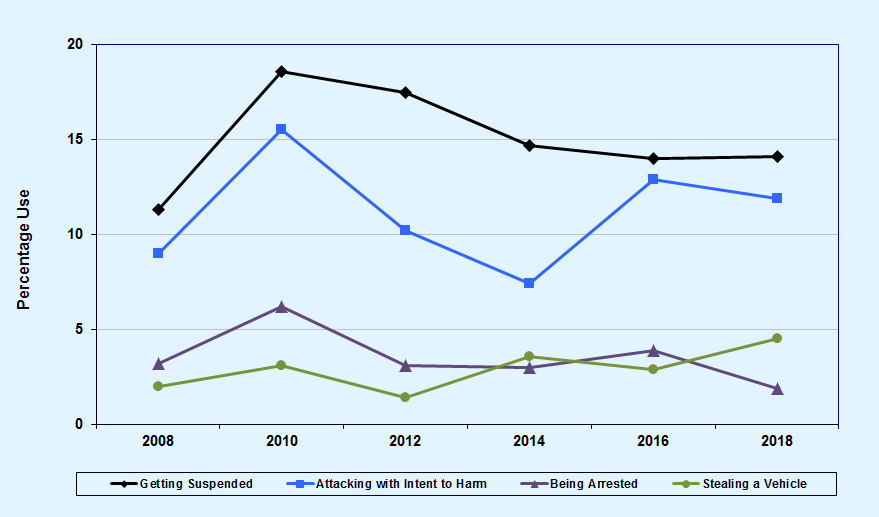 20
15
10
5
0
Percentage Use
2008 2010 2012 2014 2016 2018
Getting Suspended Attacking with Intent to Harm Being Arrested Stealing a Vehicle